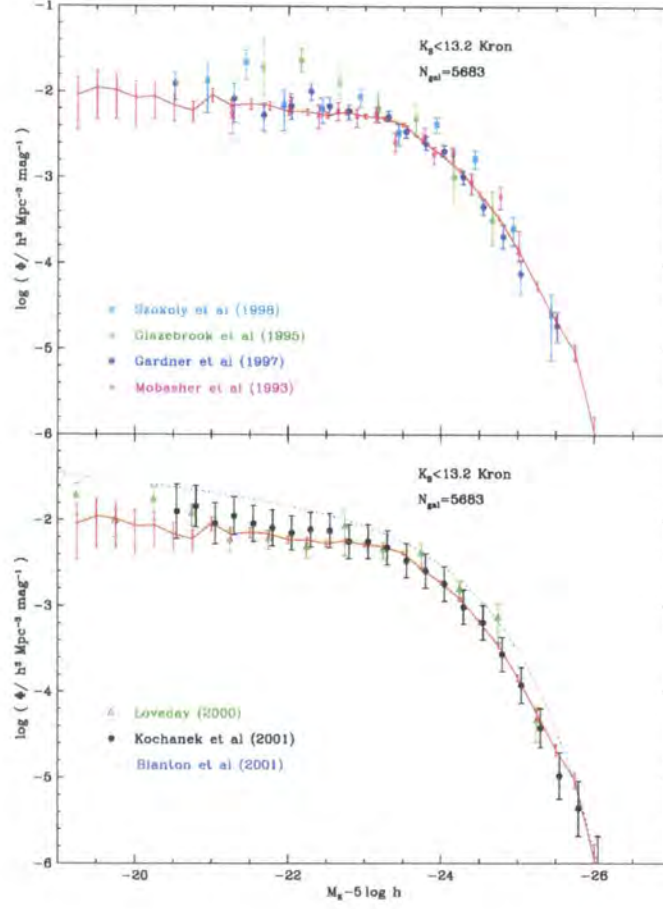 -1
K_S<13.2 Kron
N_gal=5683
-2
-3
log ( Φ/ h³ Mpc⁻³ mag⁻¹ )
-4
Szokoly et al (1998)
Glazebrook et al (1995)
-5
Gardner et al (1997)
Mobasher et al (1993)
-6
K_S<13.2 Kron
N_gal=5683
-2
-3
log ( Φ/ h³ Mpc⁻³ mag⁻¹ )
-4
Loveday (2000)
Kochanek et al (2001)
-5
Blanton et al (2001)
-6
-20 -22 -24 -26
M_K-5 log h